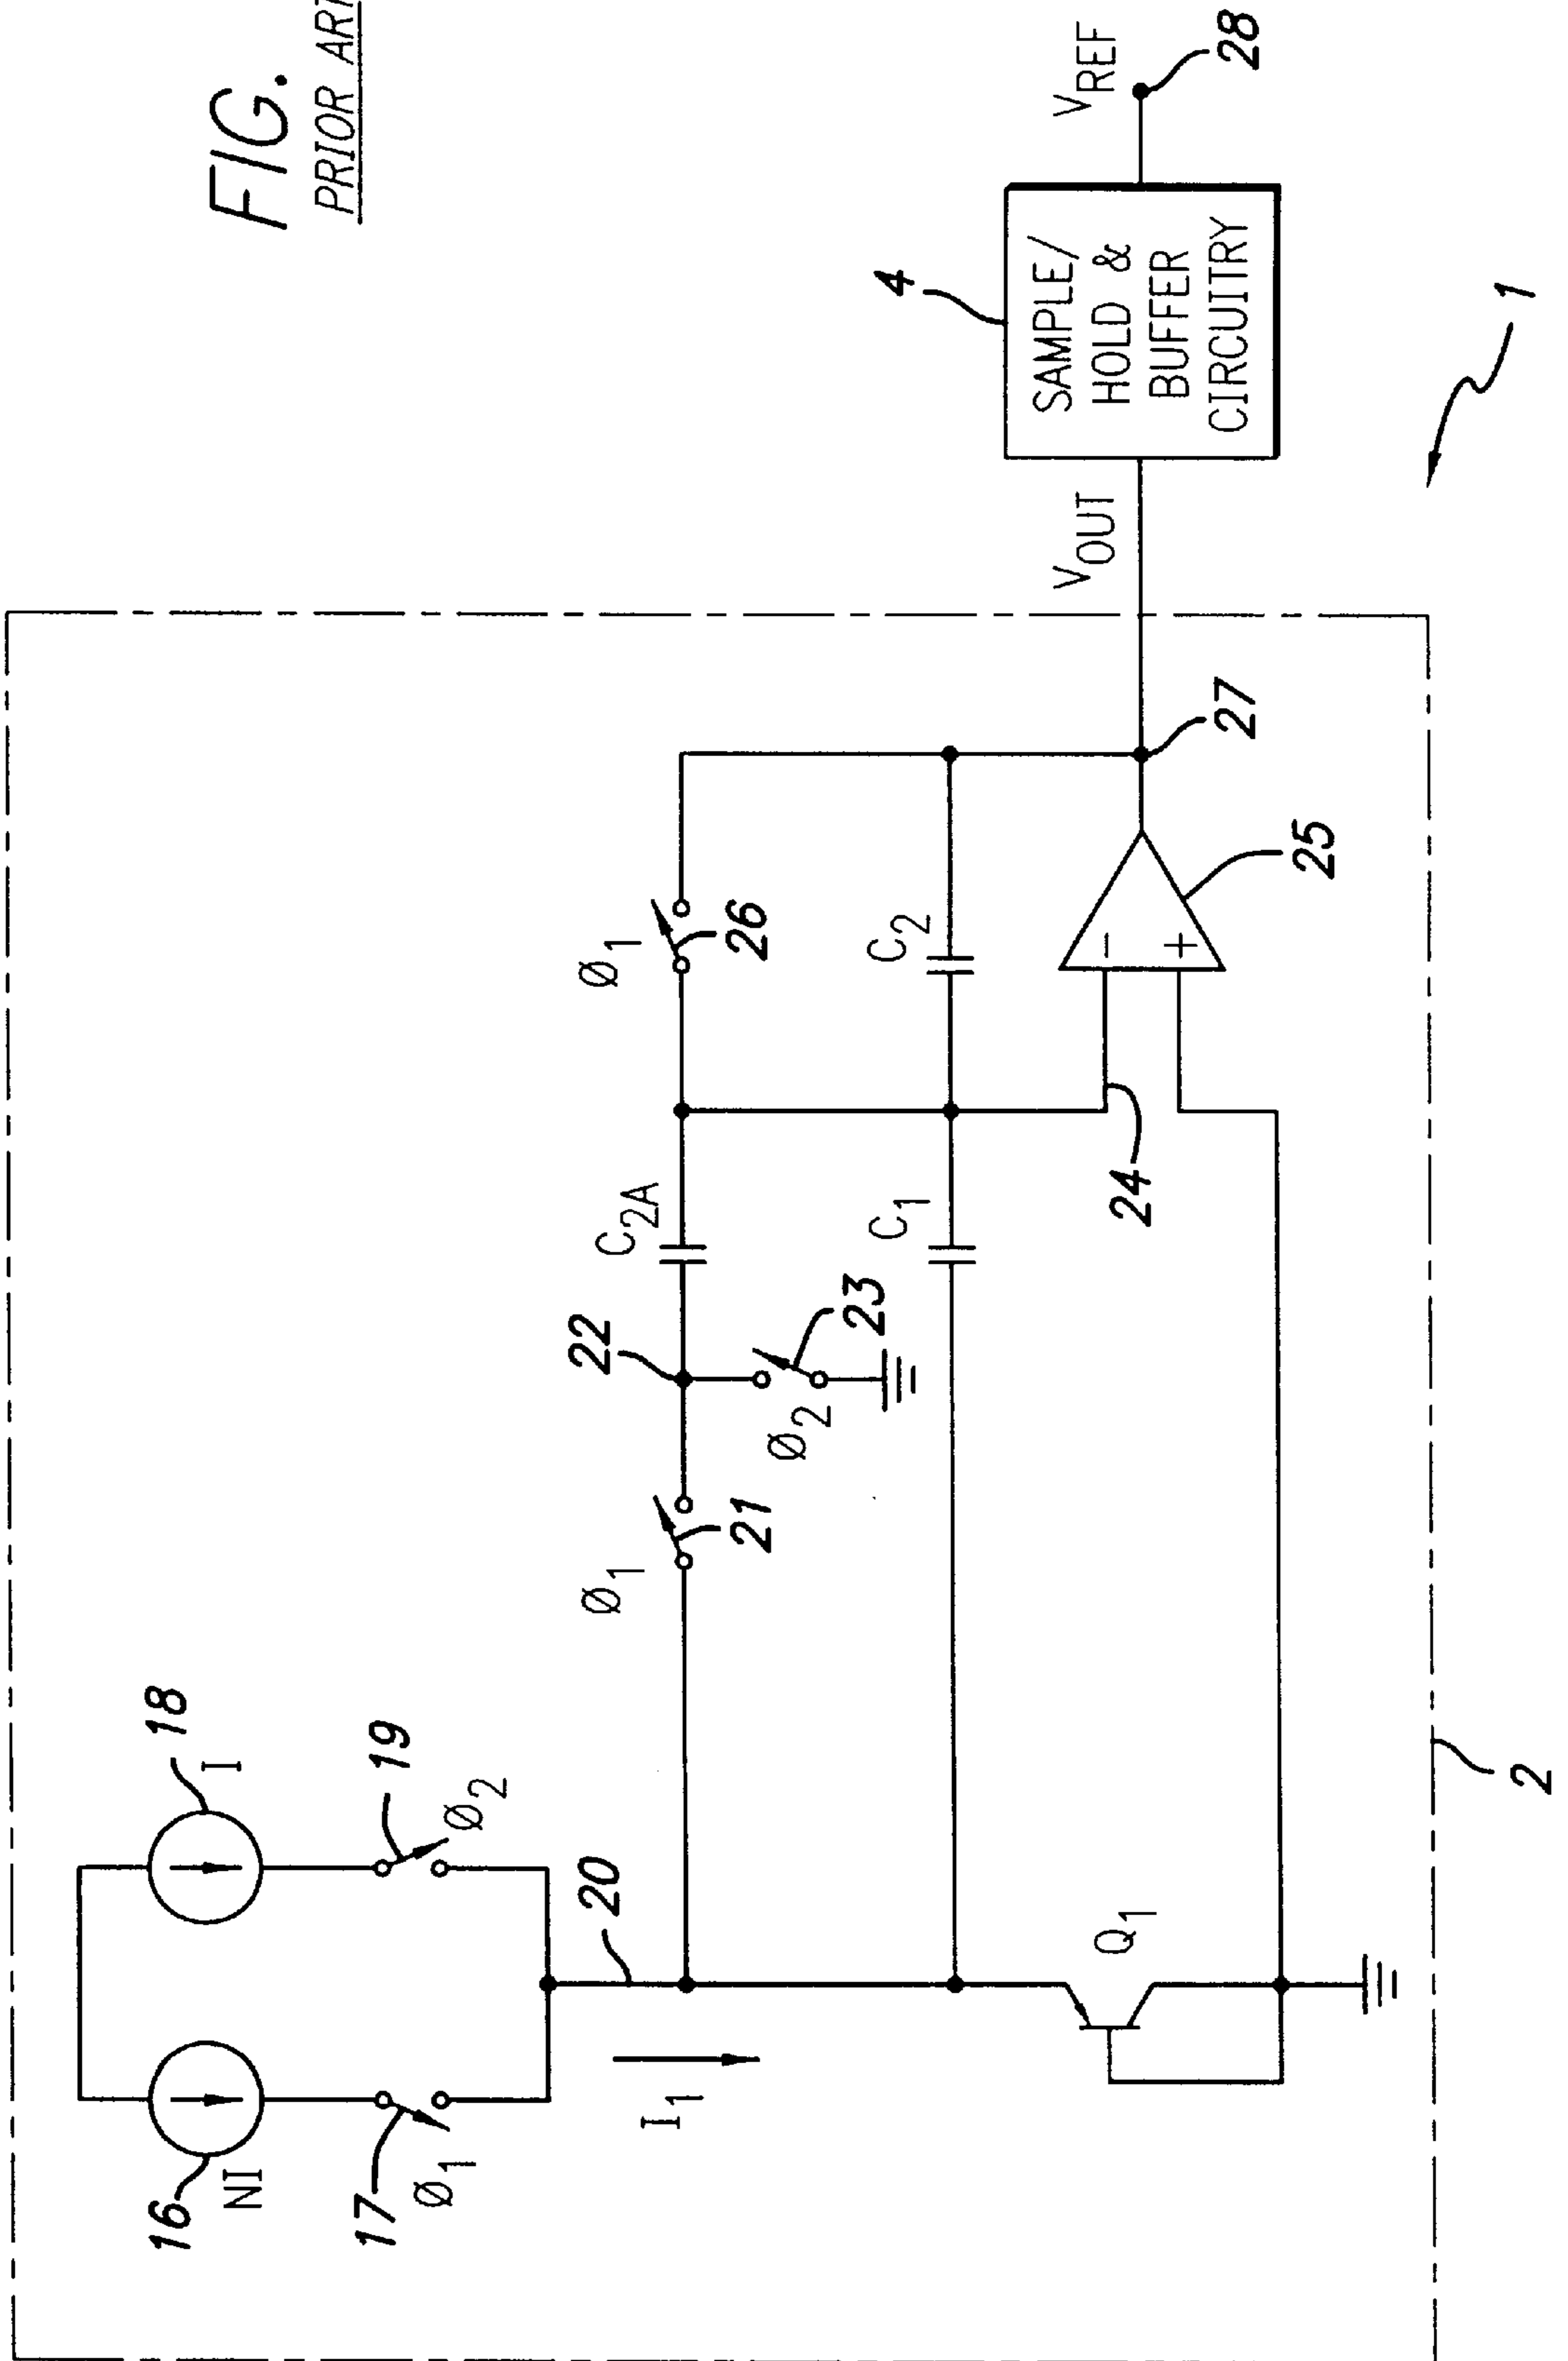 FIG.
PRIOR ART
16
NI
18
I
17
Ø1
19
Ø2
20
I1
Ø1
21
22
Ø2
23
C2A
Ø1
26
C1
C2
24
-
+
25
27
Q1
VOUT
4
SAMPLE/
HOLD &
BUFFER
CIRCUITRY
VREF
28
2
1